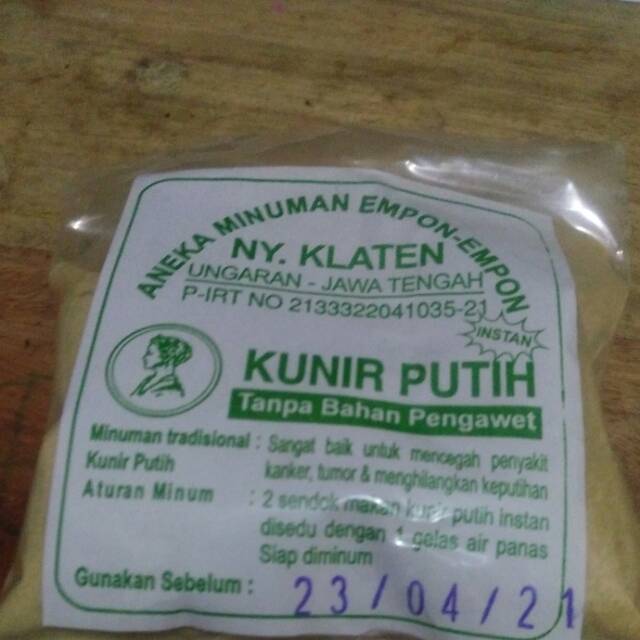 ANEKA MINUMAN EMPON-EMPON
NY. KLATEN
UNGARAN - JAWA TENGAH
P-IRT NO 2133322041035-21
INSTAN
KUNIR PUTIH
Tanpa Bahan Pengawet
Minuman tradisional : Sangat baik untuk mencegah penyakit
Kunir Putih kanker, tumor & menghilangkan keputihan
Aturan Minum : 2 sendok makan kunir putih instan
disedu dengan 1 gelas air panas
Siap diminum
Gunakan Sebelum : 23/04/21